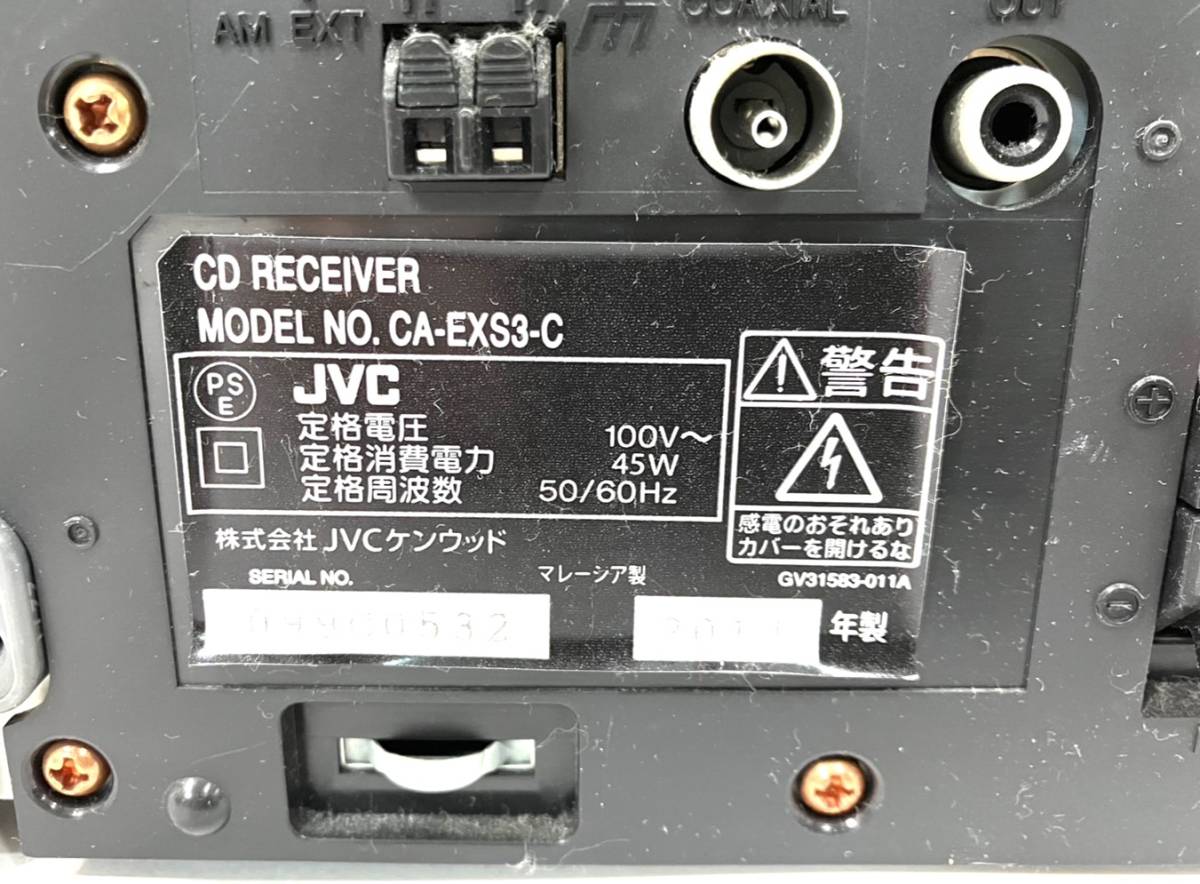 AM EXT
COAXIAL
OUT
CD RECEIVER
MODEL NO. CA-EXS3-C
PS
E
JVC
定格電圧 100V～
定格消費電力 45W
定格周波数 50/60Hz
警告
感電のおそれあり
カバーを開けるな
株式会社JVCケンウッド
SERIAL NO.
マレーシア製
GV31583-011A
年製